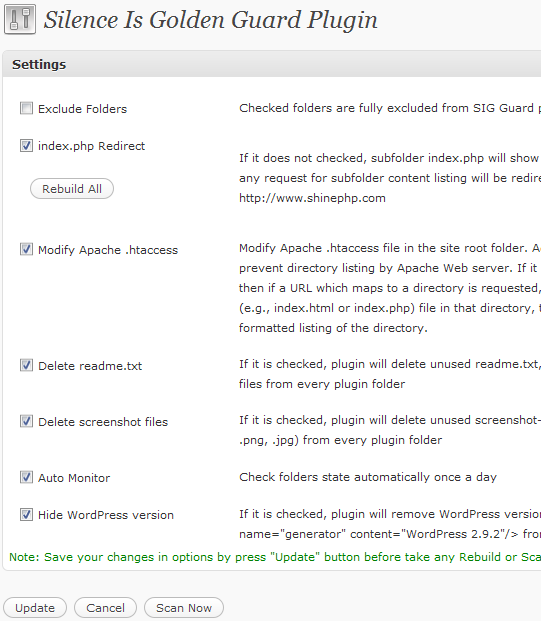 Silence Is Golden Guard Plugin
Settings
Exclude Folders
Checked folders are fully excluded from SIG Guard
index.php Redirect
If it does not checked, subfolder index.php will show
any request for subfolder content listing will be redire
http://www.shinephp.com
Rebuild All
Modify Apache .htaccess
Modify Apache .htaccess file in the site root folder. A
prevent directory listing by Apache Web server. If it
then if a URL which maps to a directory is requested,
(e.g., index.html or index.php) file in that directory,
formatted listing of the directory.
Delete readme.txt
If it is checked, plugin will delete unused readme.txt,
files from every plugin folder
Delete screenshot files
If it is checked, plugin will delete unused screenshot-
.png, .jpg) from every plugin folder
Auto Monitor
Check folders state automatically once a day
Hide WordPress version
If it is checked, plugin will remove WordPress version
name="generator" content="WordPress 2.9.2"/> from
Note: Save your changes in options by press "Update" button before take any Rebuild or Sca
Update
Cancel
Scan Now